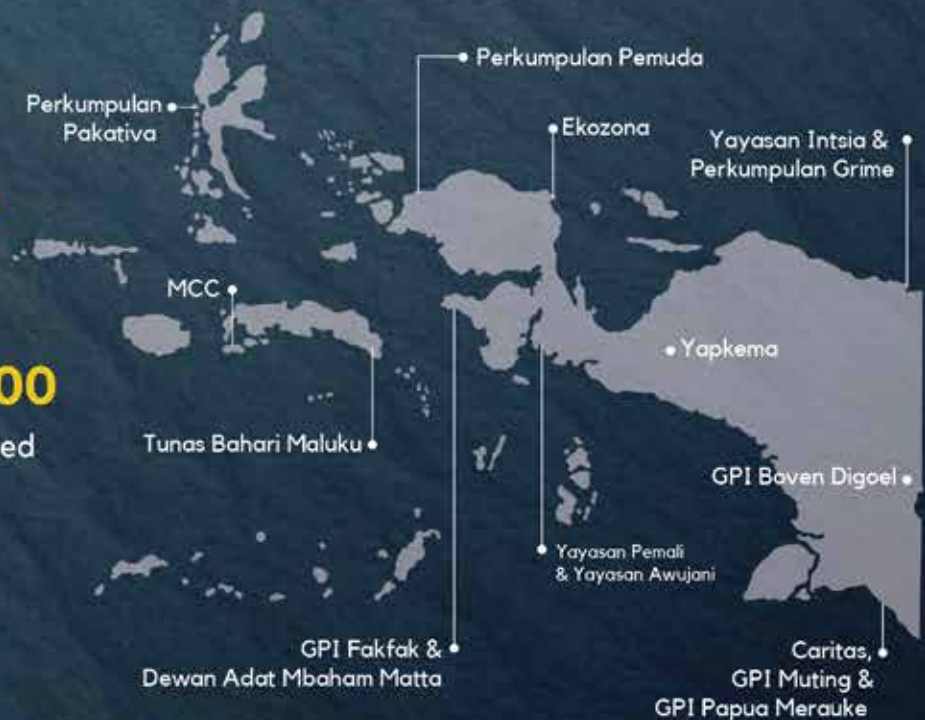 Perkumpulan Pemuda
Perkumpulan
Pakativa
Ekozona
Yayasan Intsia &
Perkumpulan Grime
MCC
Yapkema
00
ed
Tunas Bahari Maluku
GPI Boven Digoel
Yayasan Pemali
& Yayasan Awujani
GPI Fakfak &
Dewan Adat Mbaham Matta
Caritas,
GPI Muting &
GPI Papua Merauke